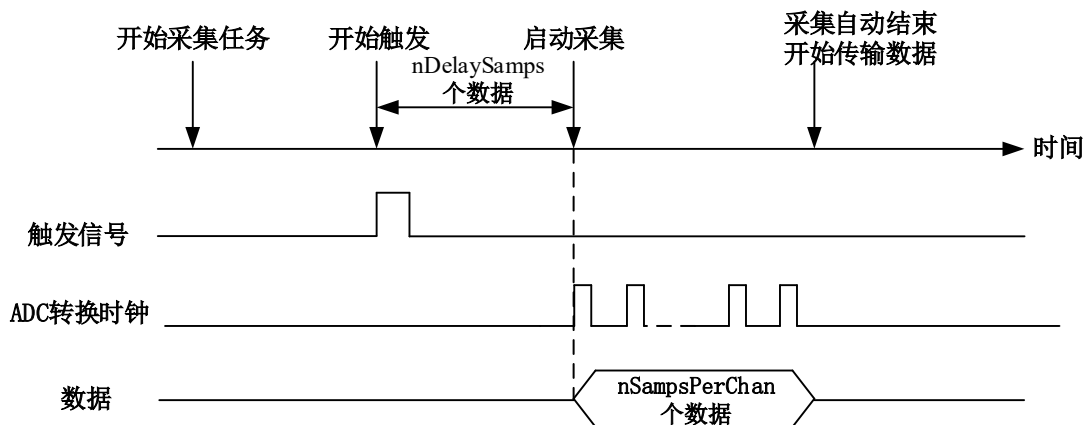 开始采集任务
开始触发
启动采集
采集自动结束
开始传输数据
nDelaySamps
个数据
时间
触发信号
ADC转换时钟
数据
nSampsPerChan
个数据